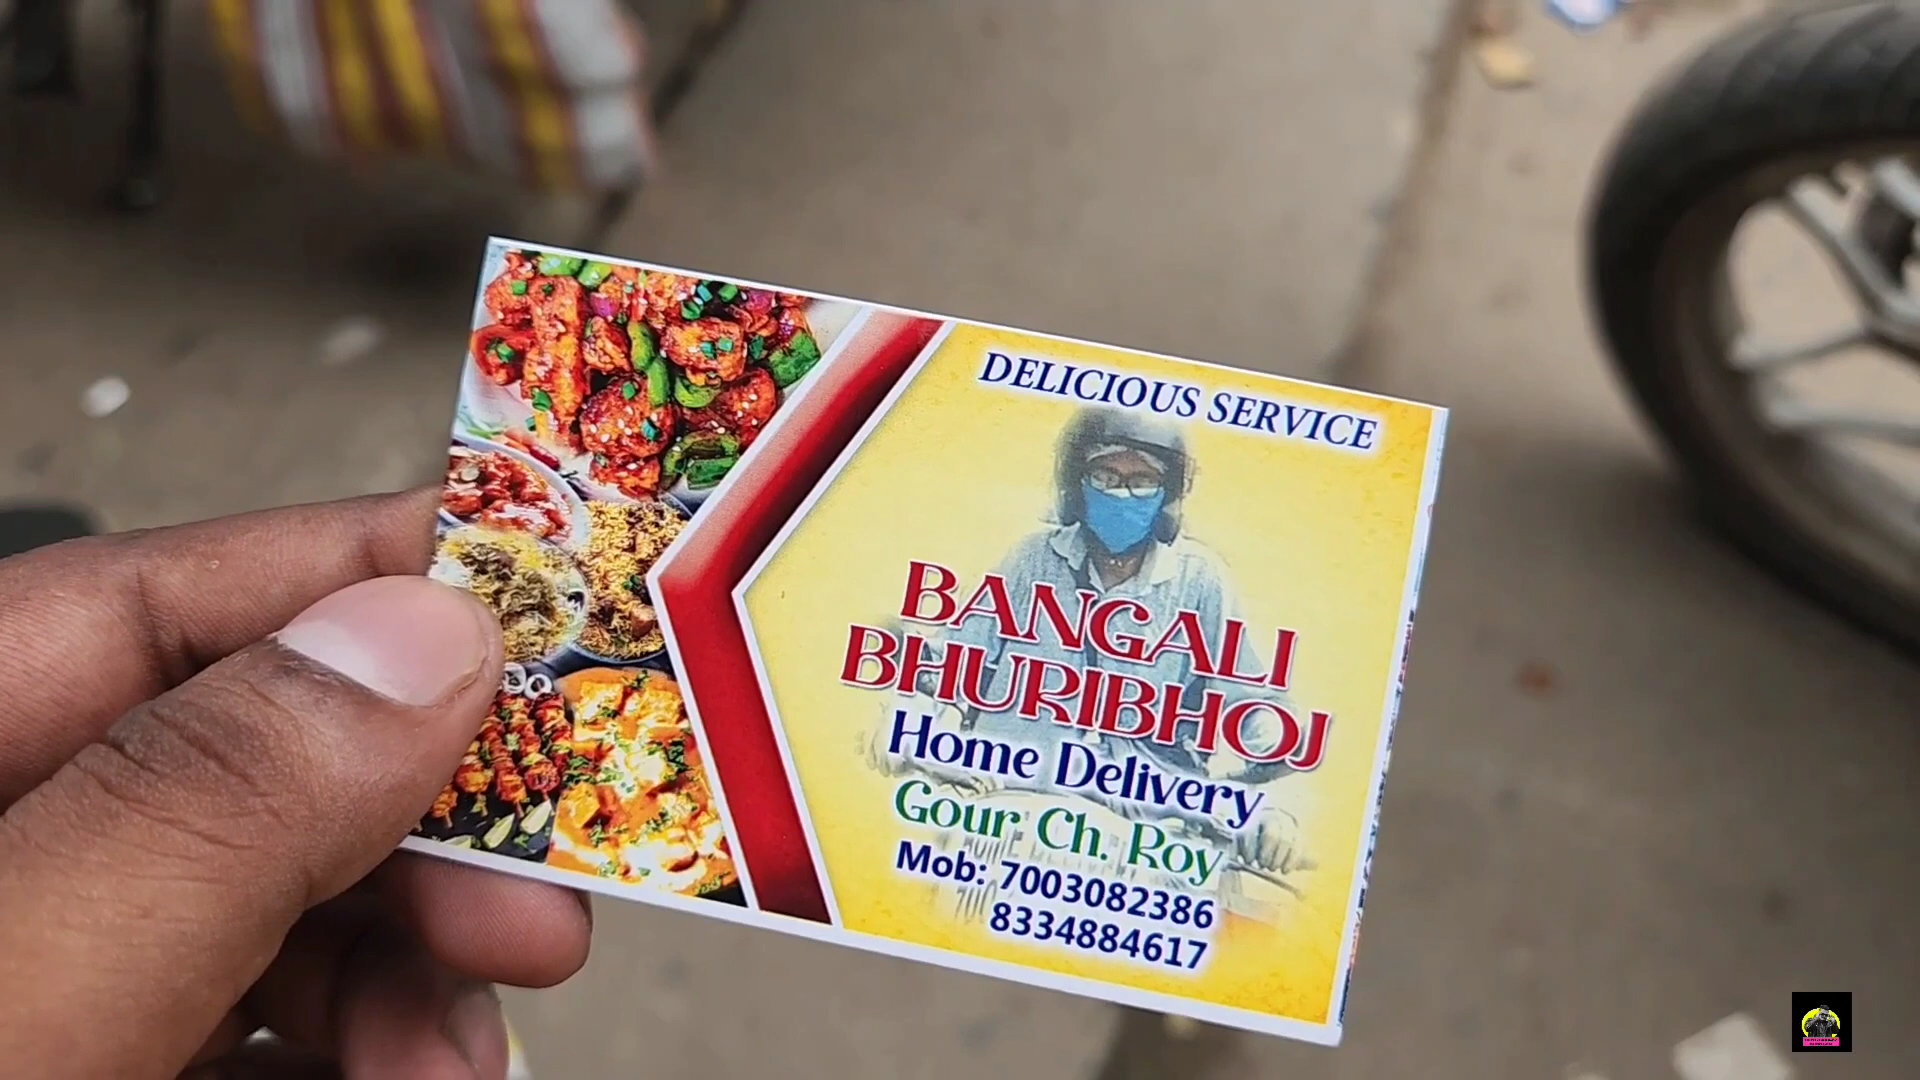 DELICIOUS SERVICE
BANGALI
BHURIBHOJ
Home Delivery
Gour Ch. Roy
Mob: 7003082386
8334884617